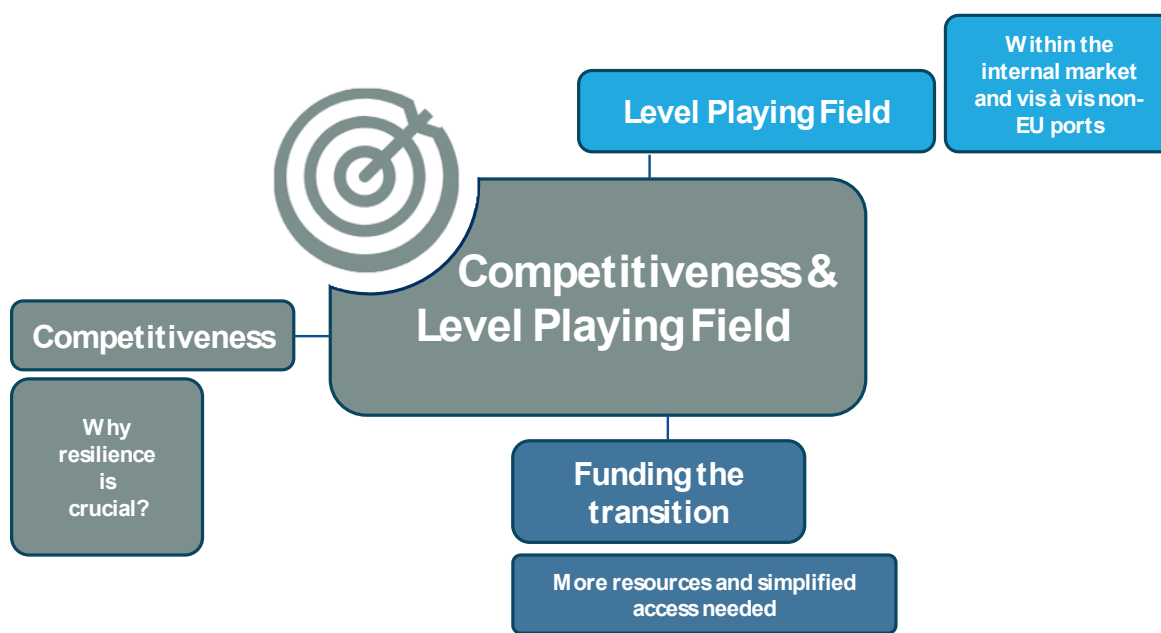 Within the
internal market
and vis à vis non-
EU ports
Level Playing Field
Competitiveness &
Level Playing Field
Competitiveness
Why
resilience
is
crucial?
Funding the
transition
More resources and simplified
access needed